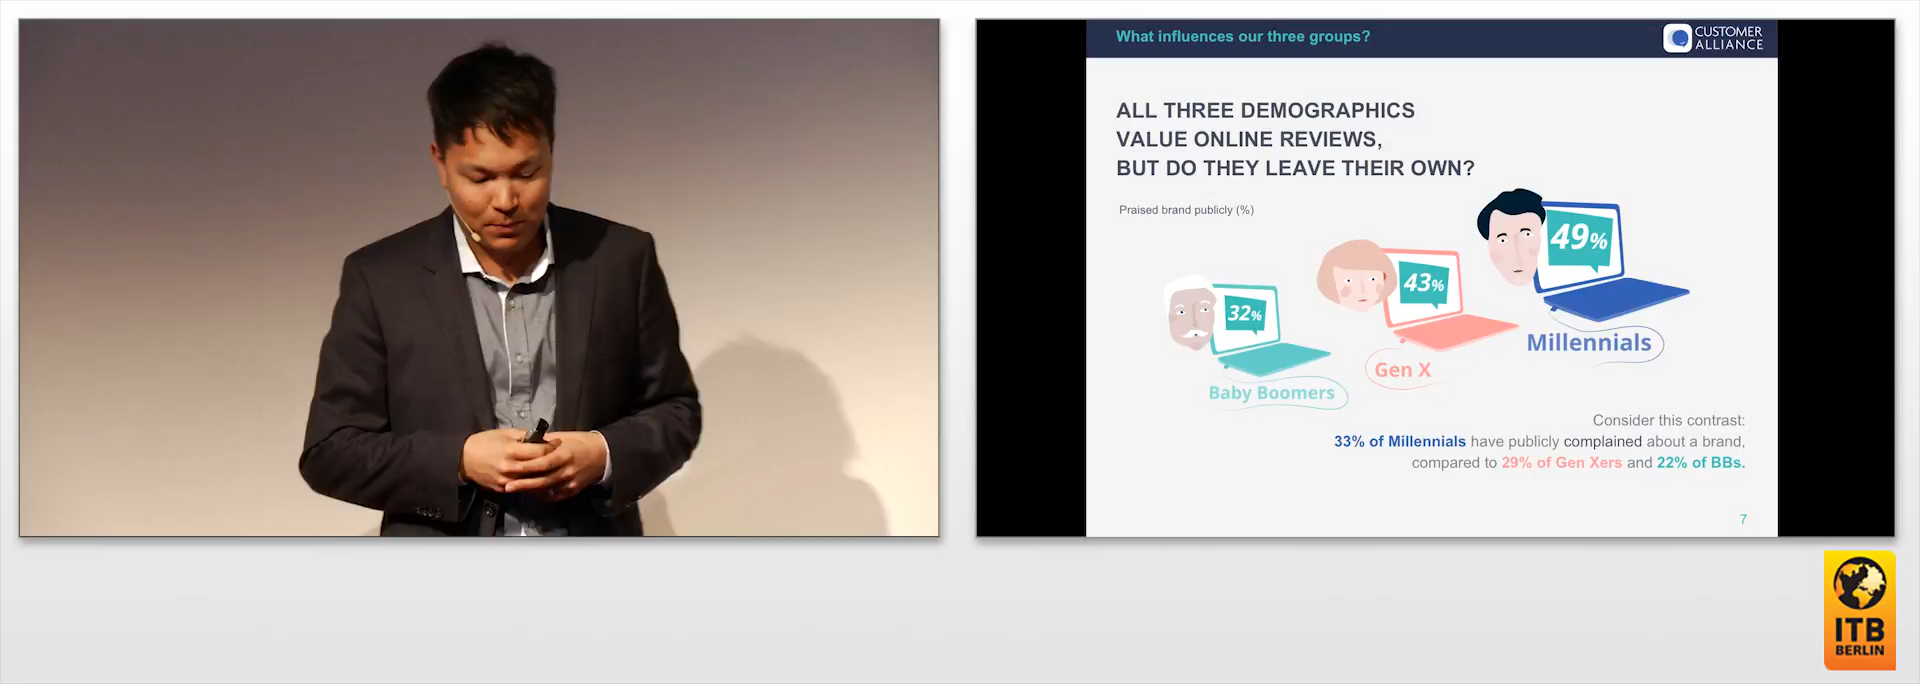 What influences our three groups?
CUSTOMER
ALLIANCE
ALL THREE DEMOGRAPHICS
VALUE ONLINE REVIEWS,
BUT DO THEY LEAVE THEIR OWN?
Praised brand publicly (%)
49%
43%
32%
Millennials
Gen X
Baby Boomers
Consider this contrast:
33% of Millennials have publicly complained about a brand,
compared to 29% of Gen Xers and 22% of BBs.
7
ITB
BERLIN